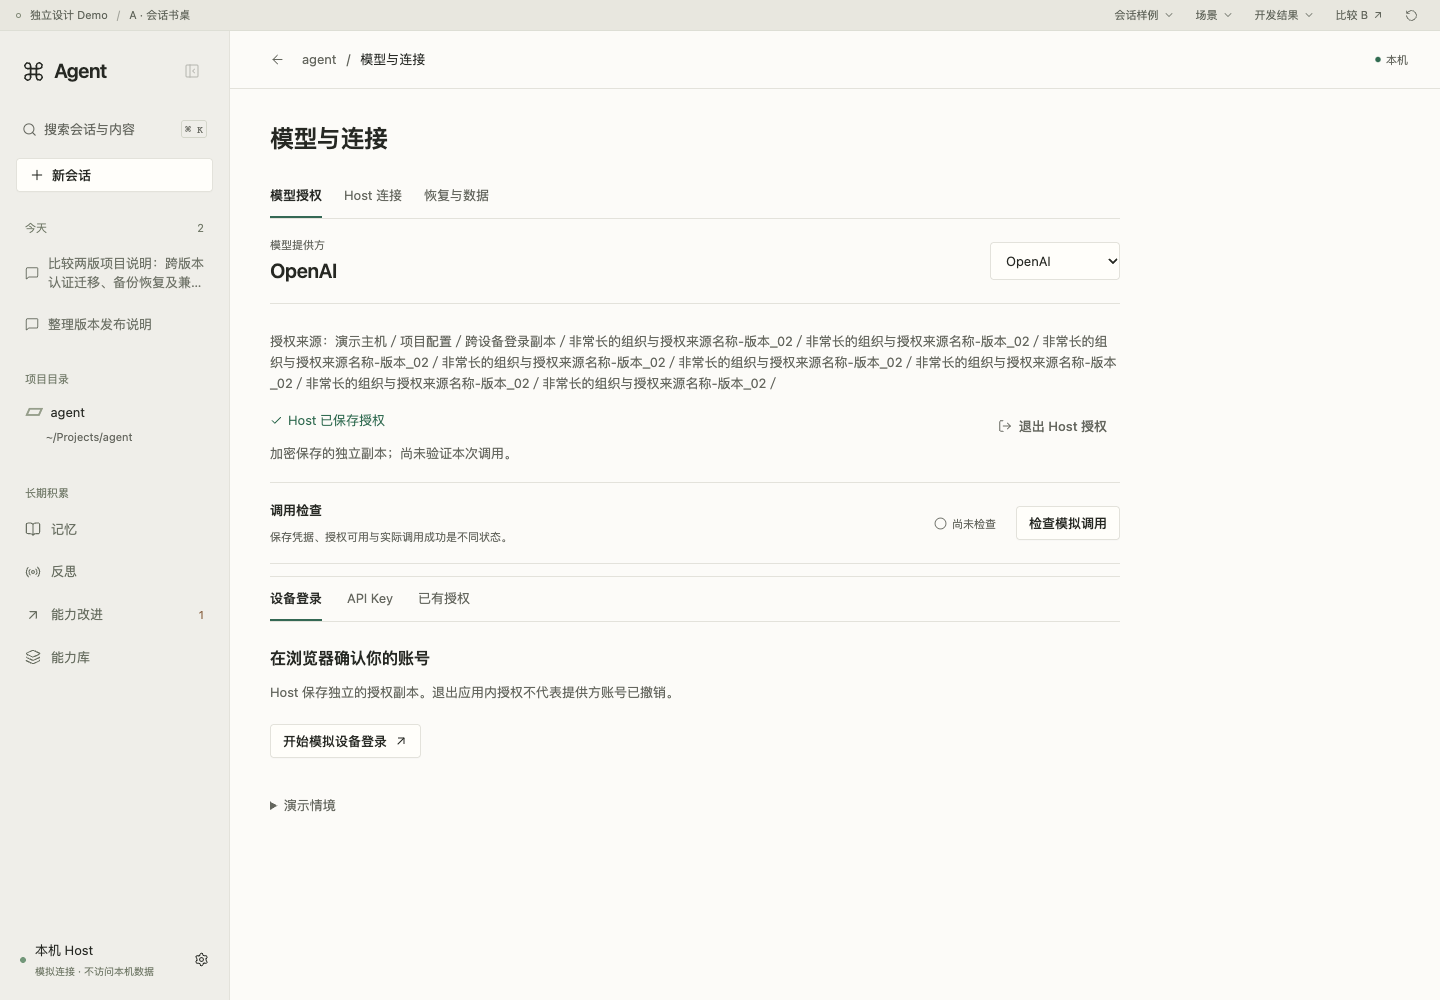 独立设计 Demo / A · 会话书桌
会话样例
场景
开发结果
比较 B
Agent
搜索会话与内容
⌘ K
新会话
今天
2
比较两版项目说明：跨版本
认证迁移、备份恢复及兼...
整理版本发布说明
项目目录
agent
~/Projects/agent
长期积累
记忆
反思
能力改进
1
能力库
本机 Host
模拟连接 · 不访问本机数据
agent / 模型与连接
本机
模型与连接
模型授权
Host 连接
恢复与数据
模型提供方
OpenAI
OpenAI
授权来源：演示主机 / 项目配置 / 跨设备登录副本 / 非常长的组织与授权来源名称-版本_02 / 非常长的组织与授权来源名称-版本_02 / 非常长的组
织与授权来源名称-版本_02 / 非常长的组织与授权来源名称-版本_02 / 非常长的组织与授权来源名称-版本_02 / 非常长的组织与授权来源名称-版本
_02 / 非常长的组织与授权来源名称-版本_02 / 非常长的组织与授权来源名称-版本_02 /
Host 已保存授权
退出 Host 授权
加密保存的独立副本；尚未验证本次调用。
调用检查
保存凭据、授权可用与实际调用成功是不同状态。
尚未检查
检查模拟调用
设备登录
API Key
已有授权
在浏览器确认你的账号
Host 保存独立的授权副本。退出应用内授权不代表提供方账号已撤销。
开始模拟设备登录
演示情境